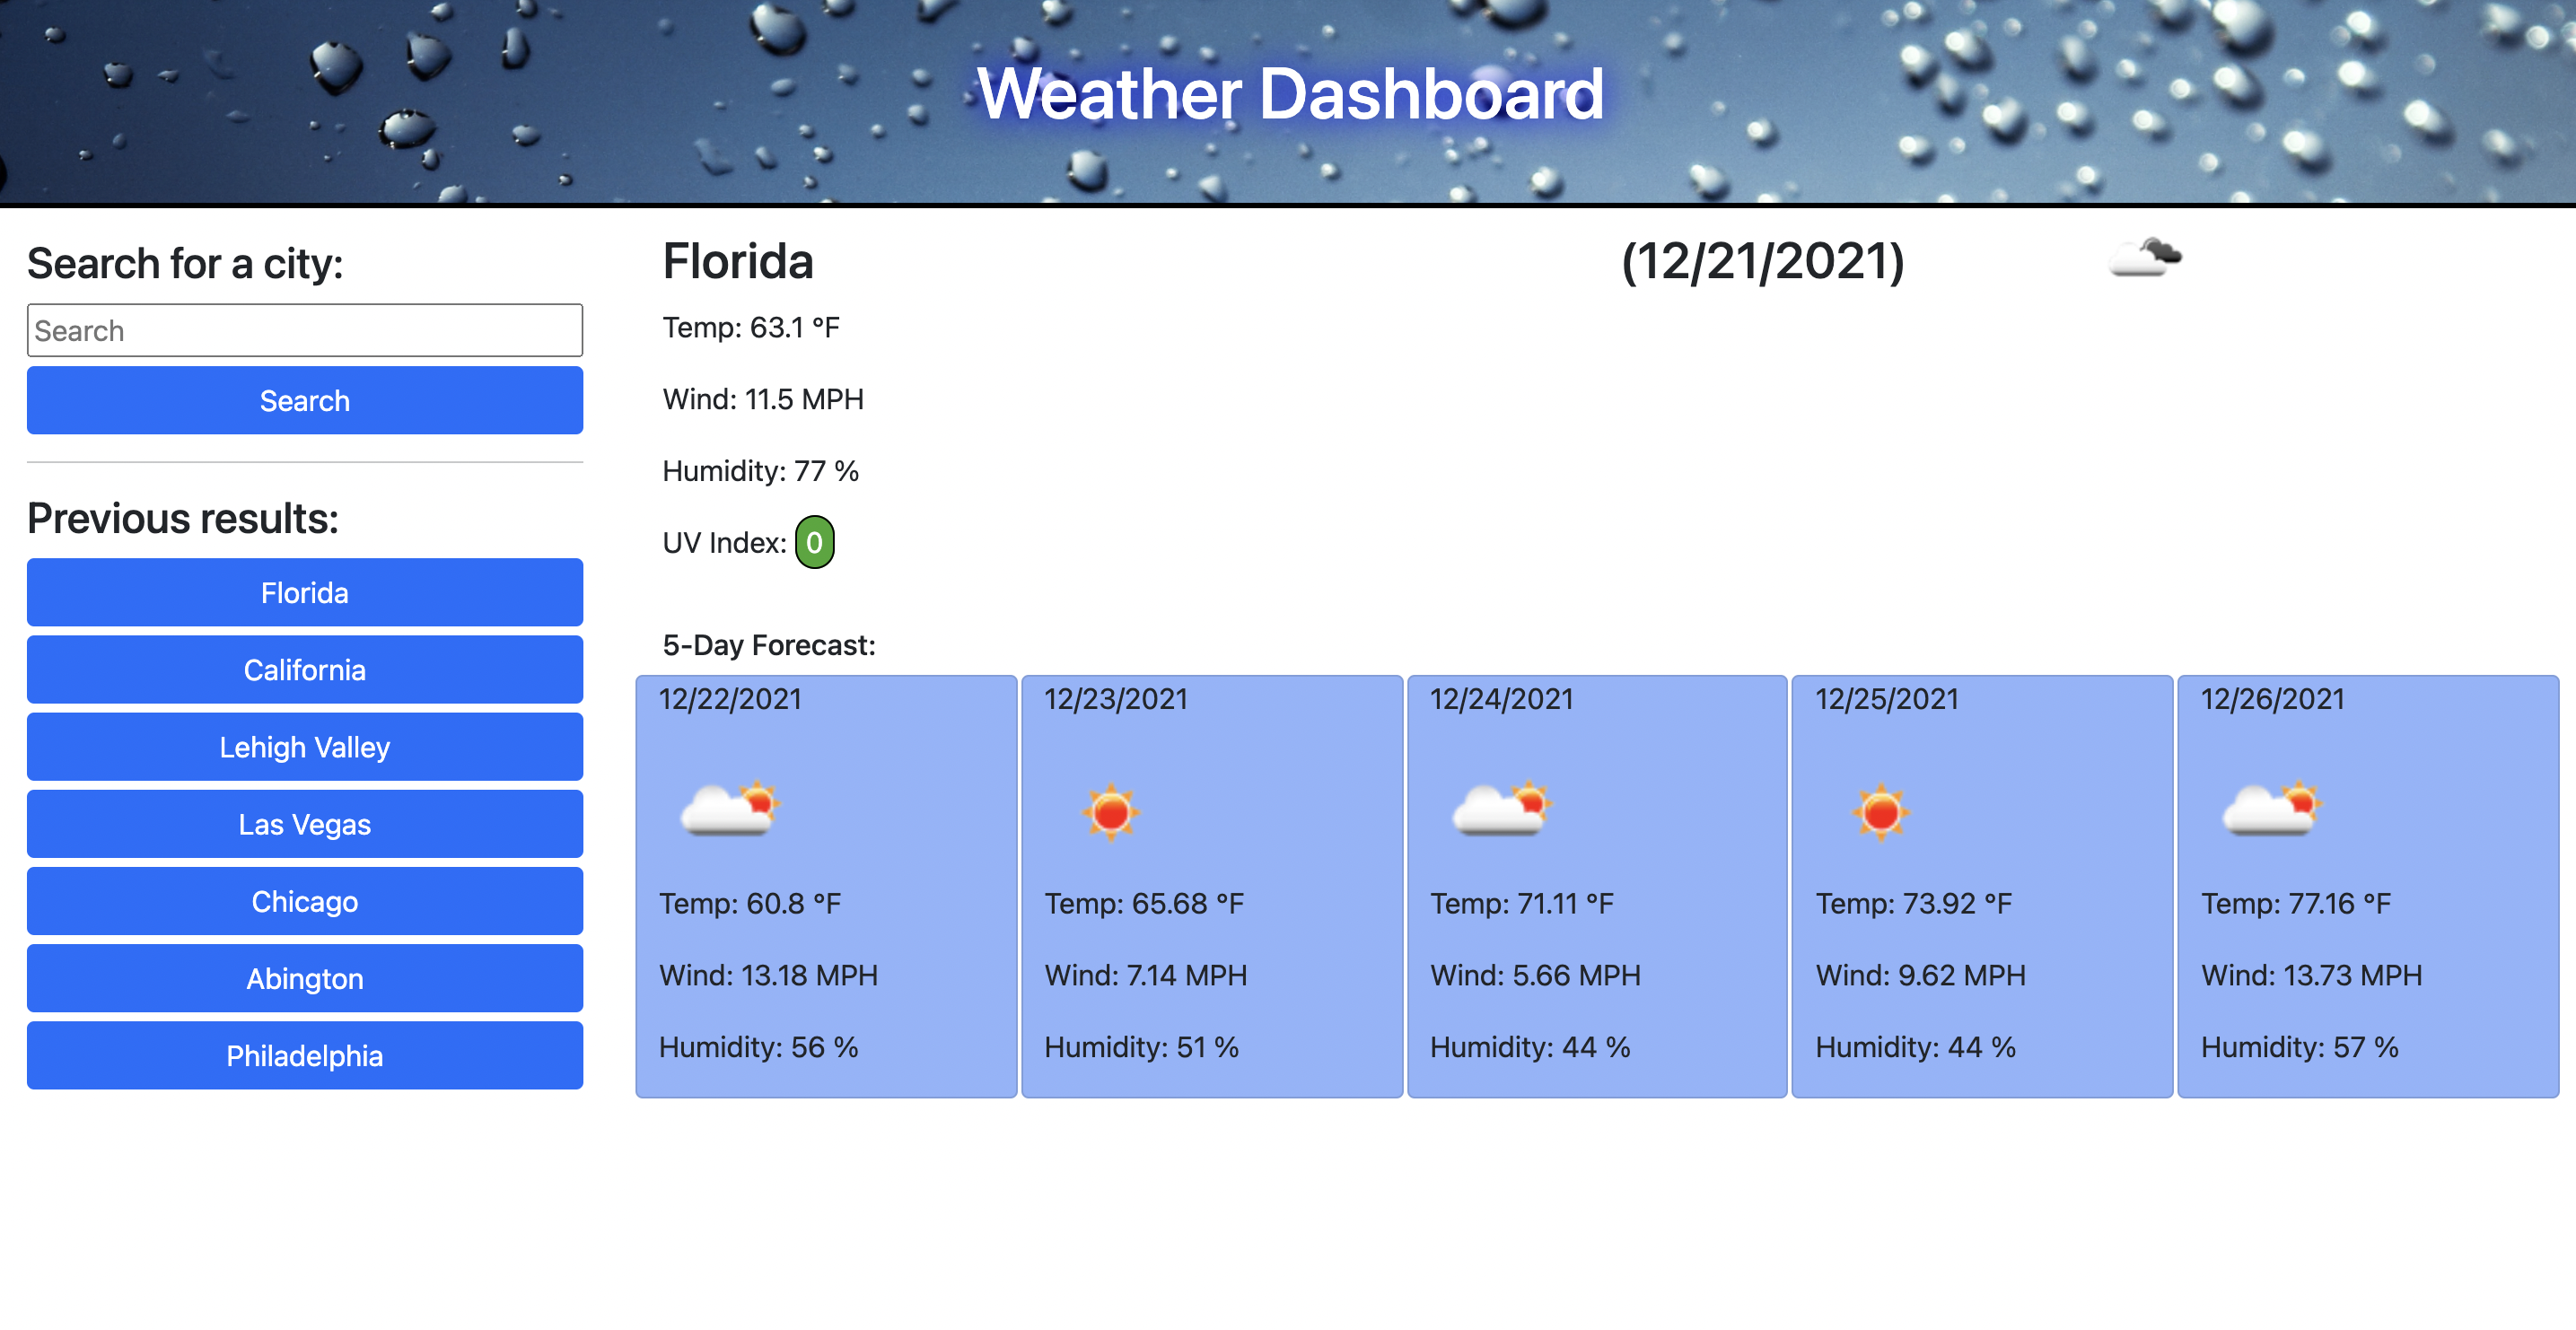 Weather Dashboard
Search for a city:
Search
Search
Previous results:
Florida
California
Lehigh Valley
Las Vegas
Chicago
Abington
Philadelphia
Florida (12/21/2021)
Temp: 63.1 °F
Wind: 11.5 MPH
Humidity: 77 %
UV Index: 0
5-Day Forecast:
12/22/2021
Temp: 60.8 °F
Wind: 13.18 MPH
Humidity: 56 %
12/23/2021
Temp: 65.68 °F
Wind: 7.14 MPH
Humidity: 51 %
12/24/2021
Temp: 71.11 °F
Wind: 5.66 MPH
Humidity: 44 %
12/25/2021
Temp: 73.92 °F
Wind: 9.62 MPH
Humidity: 44 %
12/26/2021
Temp: 77.16 °F
Wind: 13.73 MPH
Humidity: 57 %